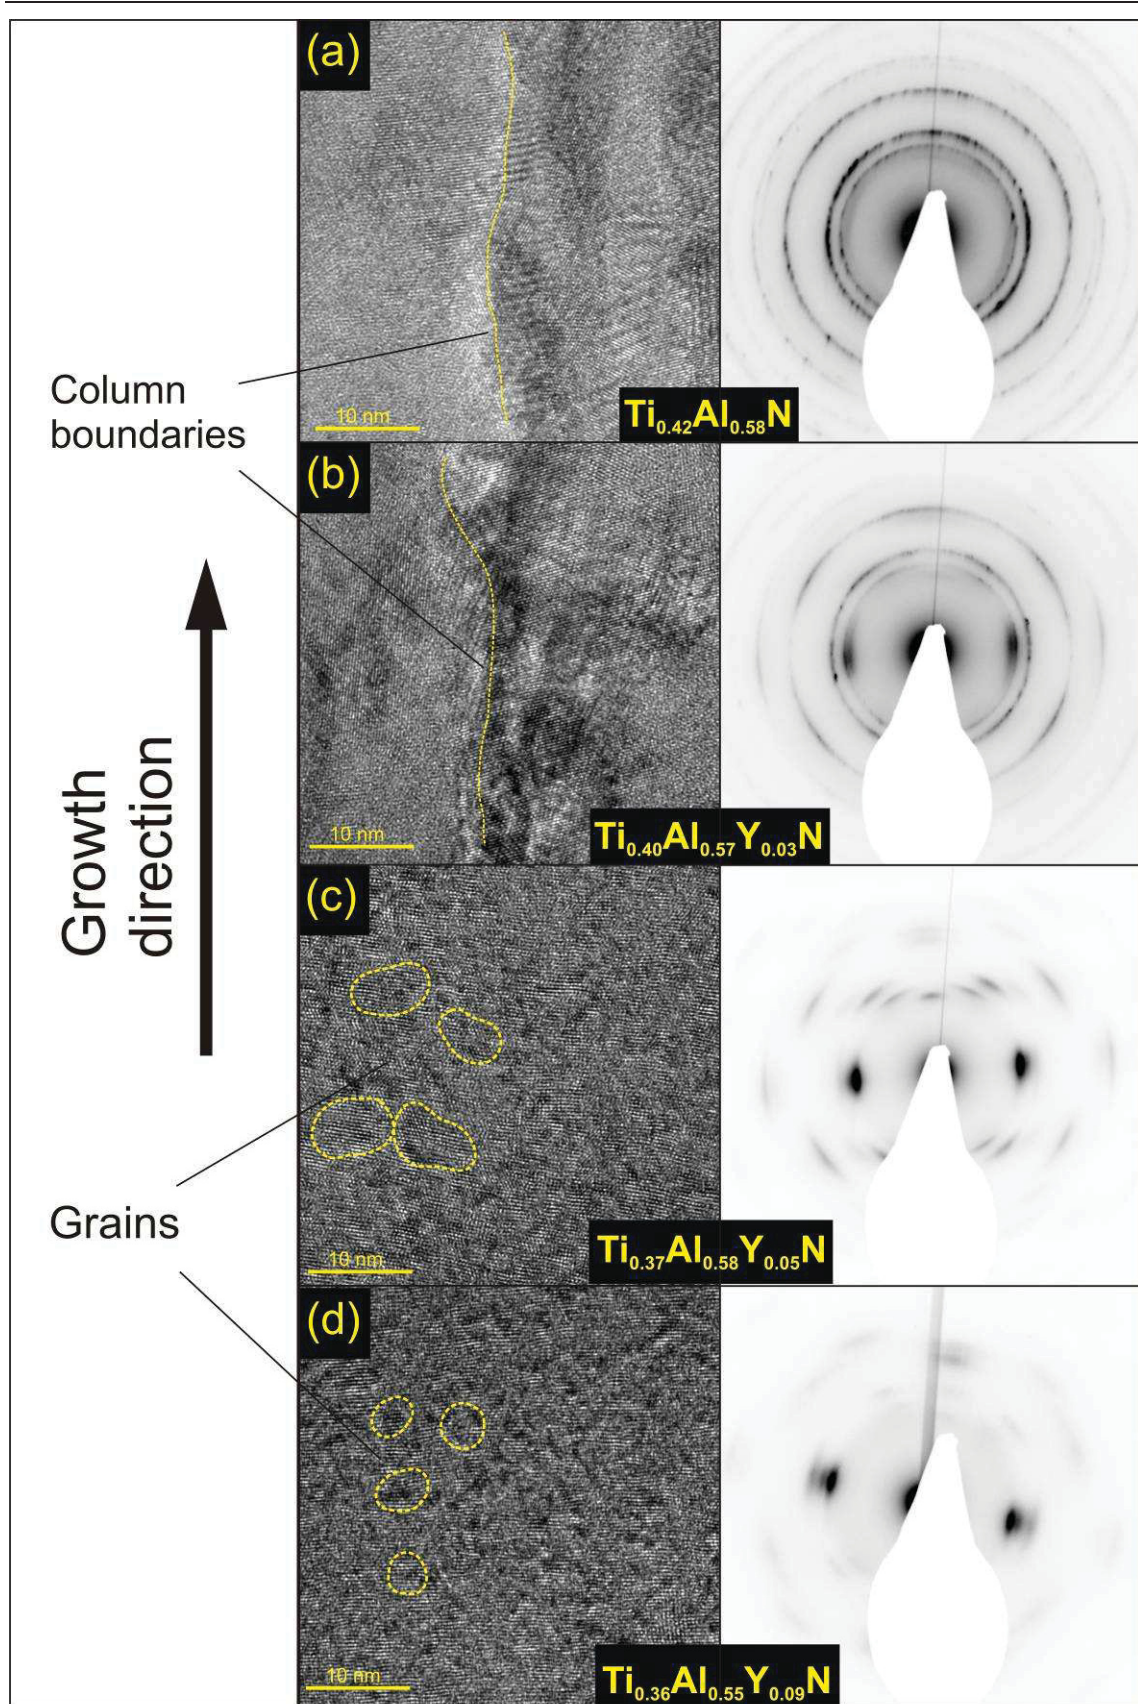 (a)
10 nm
Ti0.42Al0.58N
Column
boundaries
(b)
10 nm
Ti0.40Al0.57Y0.03N
Growth
direction
(c)
10 nm
Ti0.37Al0.58Y0.05N
Grains
(d)
10 nm
Ti0.36Al0.55Y0.09N